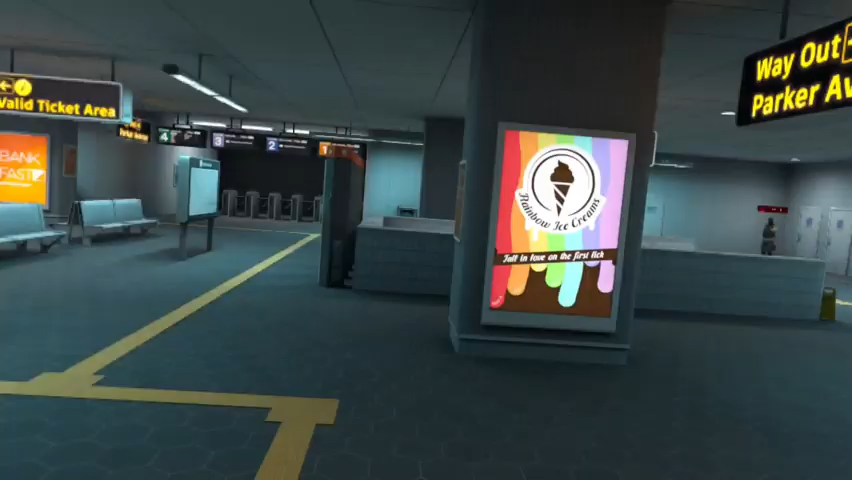 Valid Ticket Area
4
3
2
1
BANK
FAST
Rainbow Ice Creams
Fall in love on the first lick
Way Out
Parker Av